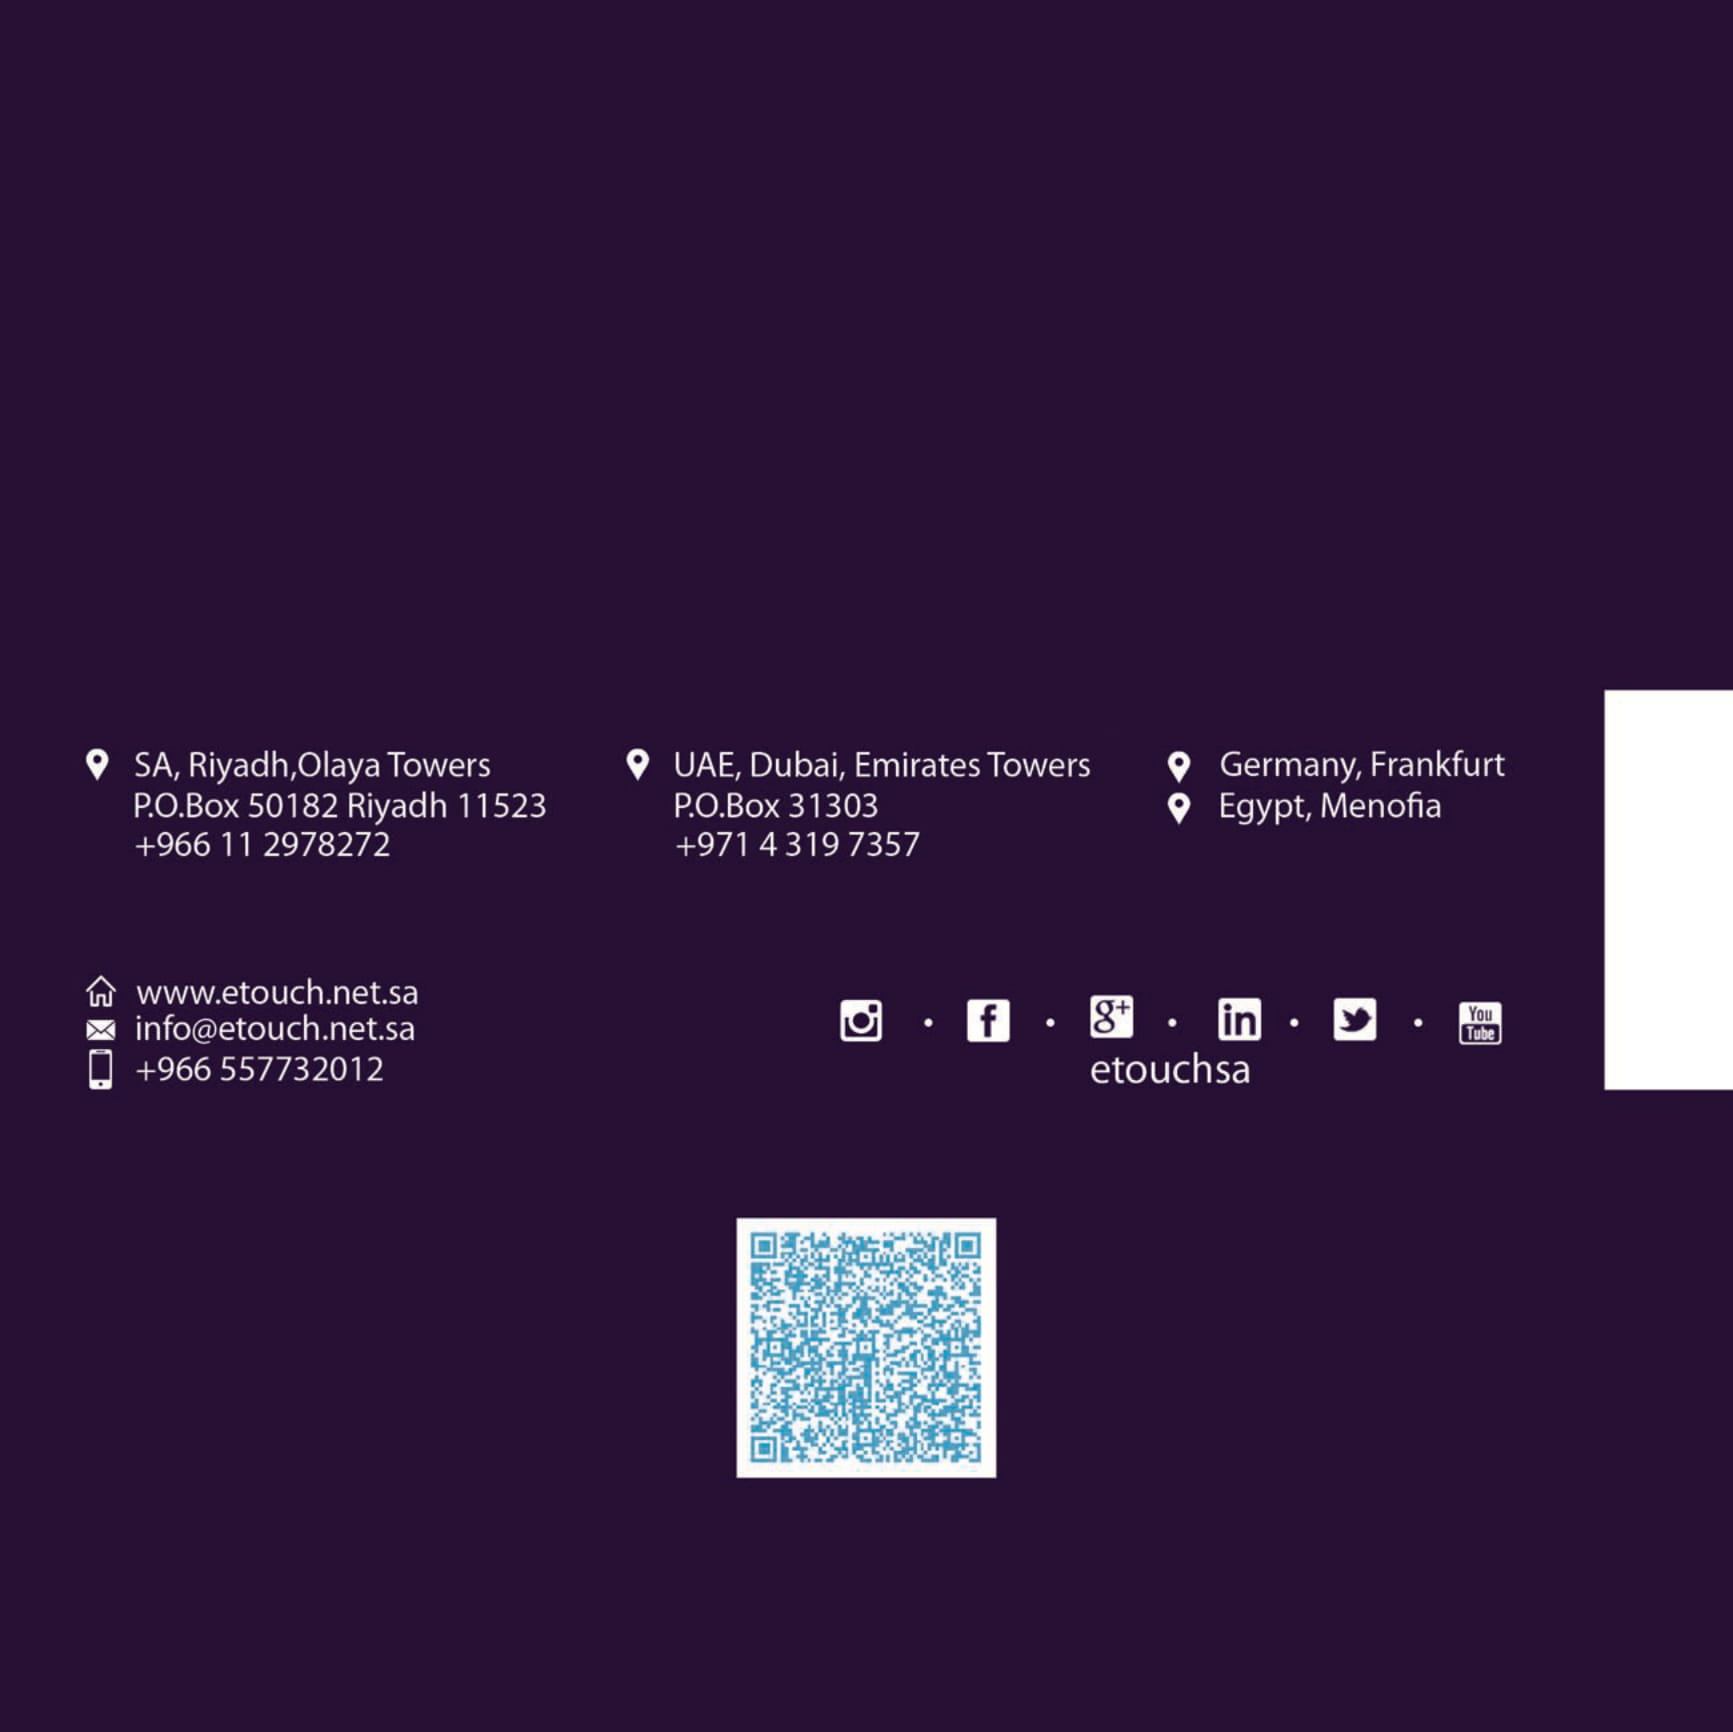 SA, Riyadh,Olaya Towers
P.O.Box 50182 Riyadh 11523
+966 11 2978272
UAE, Dubai, Emirates Towers
P.O.Box 31303
+971 4 319 7357
Germany, Frankfurt
Egypt, Menofia
www.etouch.net.sa
info@etouch.net.sa
+966 557732012
f
g+
in
You
Tube
etouchsa